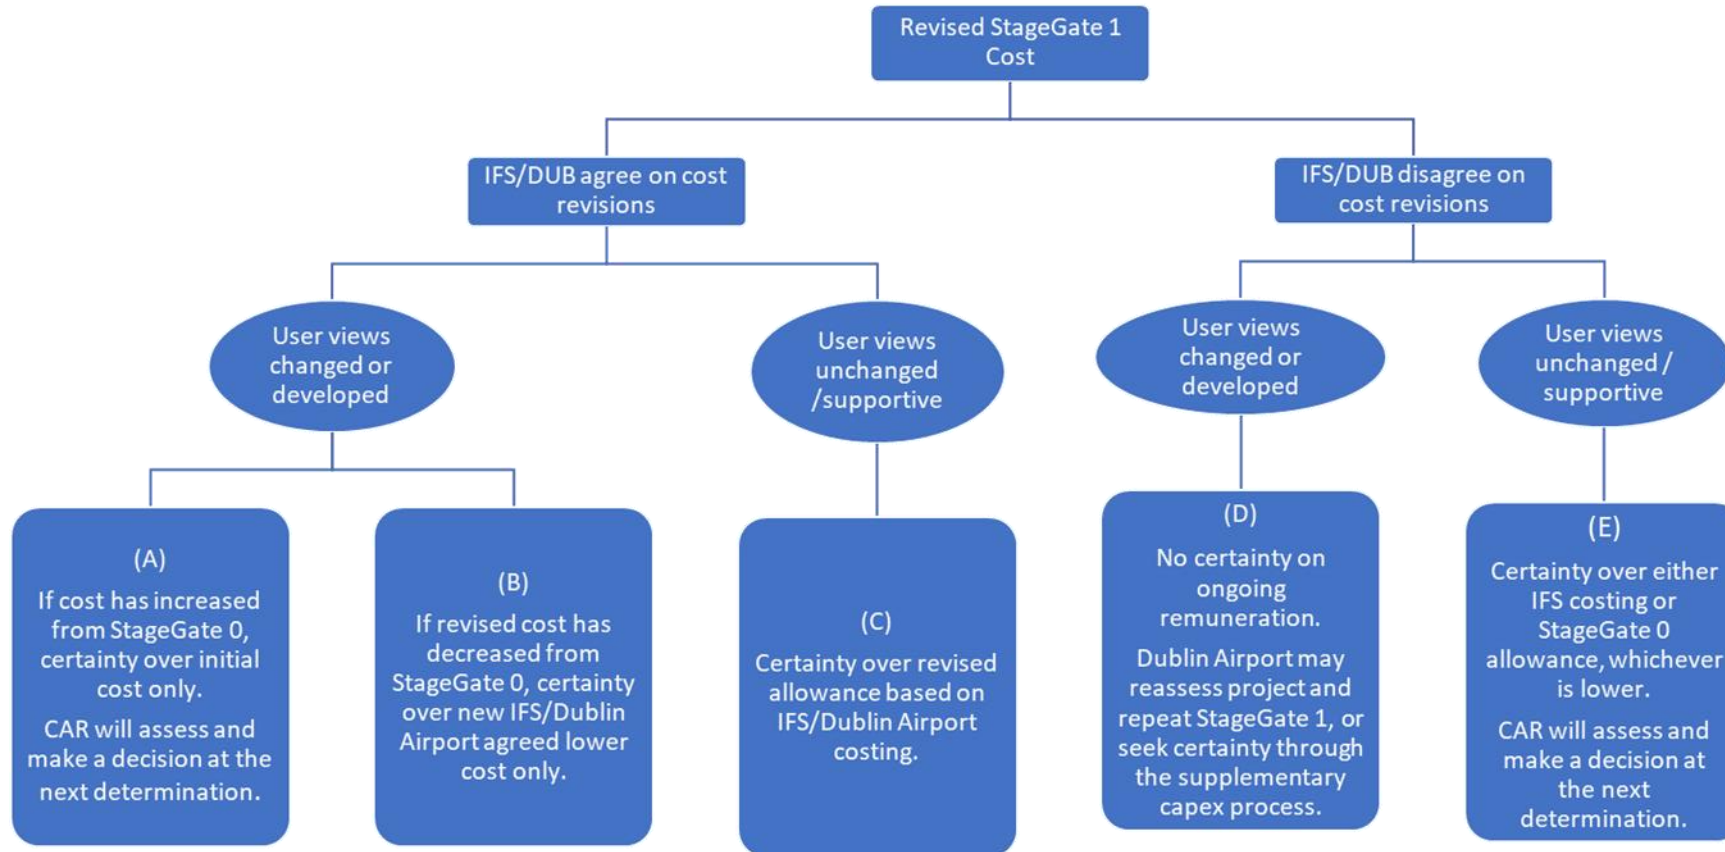 Revised StageGate 1
Cost
IFS/DUB agree on cost
revisions
IFS/DUB disagree on
cost revisions
User views
changed or
developed
User views
unchanged
/supportive
User views
changed or
developed
User views
unchanged /
supportive
(A)
If cost has increased
from StageGate 0,
certainty over initial
cost only.
CAR will assess and
make a decision at the
next determination.
(B)
If revised cost has
decreased from
StageGate 0, certainty
over new IFS/Dublin
Airport agreed lower
cost only.
(C)
Certainty over revised
allowance based on
IFS/Dublin Airport
costing.
(D)
No certainty on
ongoing
remuneration.
Dublin Airport may
reassess project and
repeat StageGate 1, or
seek certainty through
the supplementary
capex process.
(E)
Certainty over either
IFS costing or
StageGate 0
allowance, whichever
is lower.
CAR will assess and
make a decision at
the next
determination.